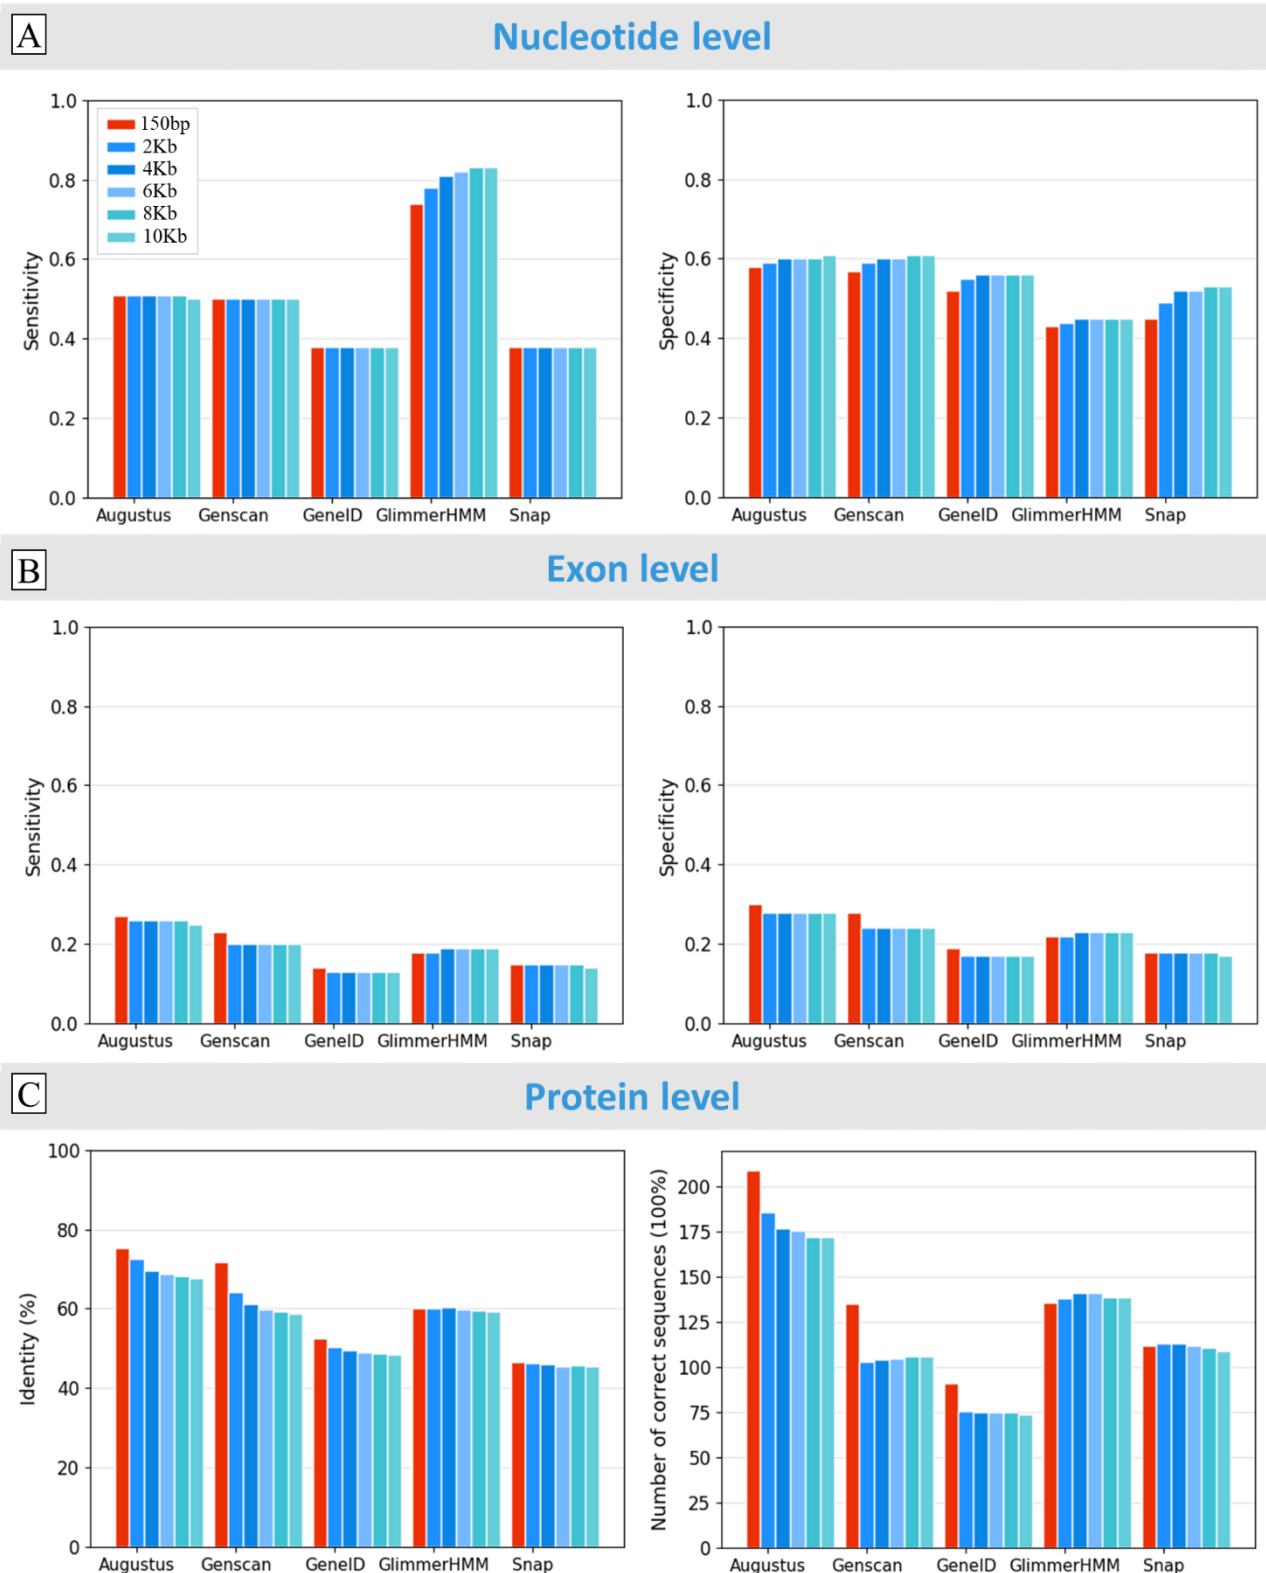 A
Nucleotide level
1.0
0.8
0.6
0.4
0.2
0.0
Sensitivity
150bp
2Kb
4Kb
6Kb
8Kb
10Kb
Augustus Genscan GeneID GlimmerHMM Snap
1.0
0.8
0.6
0.4
0.2
0.0
Specificity
Augustus Genscan GeneID GlimmerHMM Snap
B
Exon level
1.0
0.8
0.6
0.4
0.2
0.0
Sensitivity
Augustus Genscan GeneID GlimmerHMM Snap
1.0
0.8
0.6
0.4
0.2
0.0
Specificity
Augustus Genscan GeneID GlimmerHMM Snap
C
Protein level
100
80
60
40
20
0
Identity (%)
Augustus Genscan GeneID GlimmerHMM Snap
200
175
150
125
100
75
50
25
0
Number of correct sequences (100%)
Augustus Genscan GeneID GlimmerHMM Snap